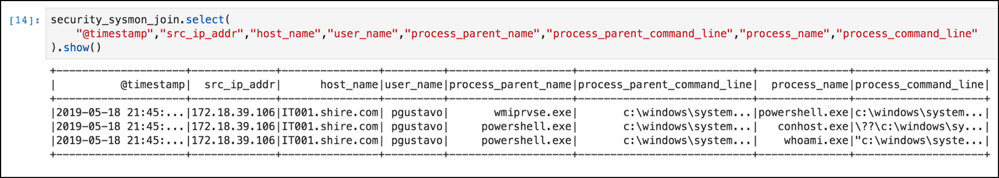 [14]: security_sysmon_join.select(
"@timestamp","src_ip_addr","host_name","user_name","process_parent_name","process_parent_command_line","process_name","process_command_line"
).show()
+--------------------+-------------+---------------+---------+-------------------+---------------------------+--------------+--------------------+
|          @timestamp|  src_ip_addr|      host_name|user_name|process_parent_name|process_parent_command_line|  process_name|process_command_line|
+--------------------+-------------+---------------+---------+-------------------+---------------------------+--------------+--------------------+
|2019-05-18 21:45:...|172.18.39.106|IT001.shire.com| pgustavo|       wmiprvse.exe|       c:\windows\system...|powershell.exe|c:\windows\system...|
|2019-05-18 21:45:...|172.18.39.106|IT001.shire.com| pgustavo|     powershell.exe|       c:\windows\system...|   conhost.exe|\??\c:\windows\sy...|
|2019-05-18 21:45:...|172.18.39.106|IT001.shire.com| pgustavo|     powershell.exe|       c:\windows\system...|    whoami.exe|"c:\windows\syste...|
+--------------------+-------------+---------------+---------+-------------------+---------------------------+--------------+--------------------+